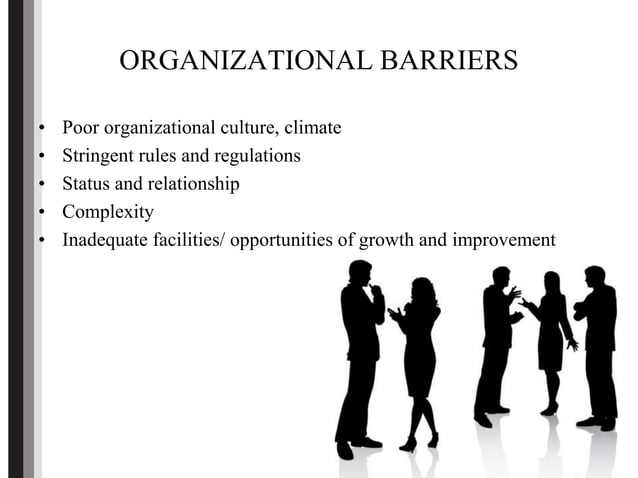 ORGANIZATIONAL BARRIERS
• Poor organizational culture, climate
• Stringent rules and regulations
• Status and relationship
• Complexity
• Inadequate facilities/ opportunities of growth and improvement